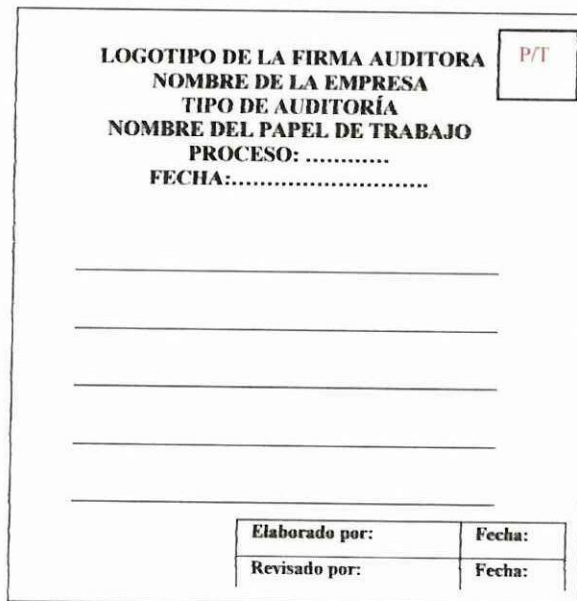 LOGOTIPO DE LA FIRMA AUDITORA
P/T
NOMBRE DE LA EMPRESA
TIPO DE AUDITORÍA
NOMBRE DEL PAPEL DE TRABAJO
PROCESO: ............
FECHA:............................
Elaborado por: Fecha:
Revisado por: Fecha: